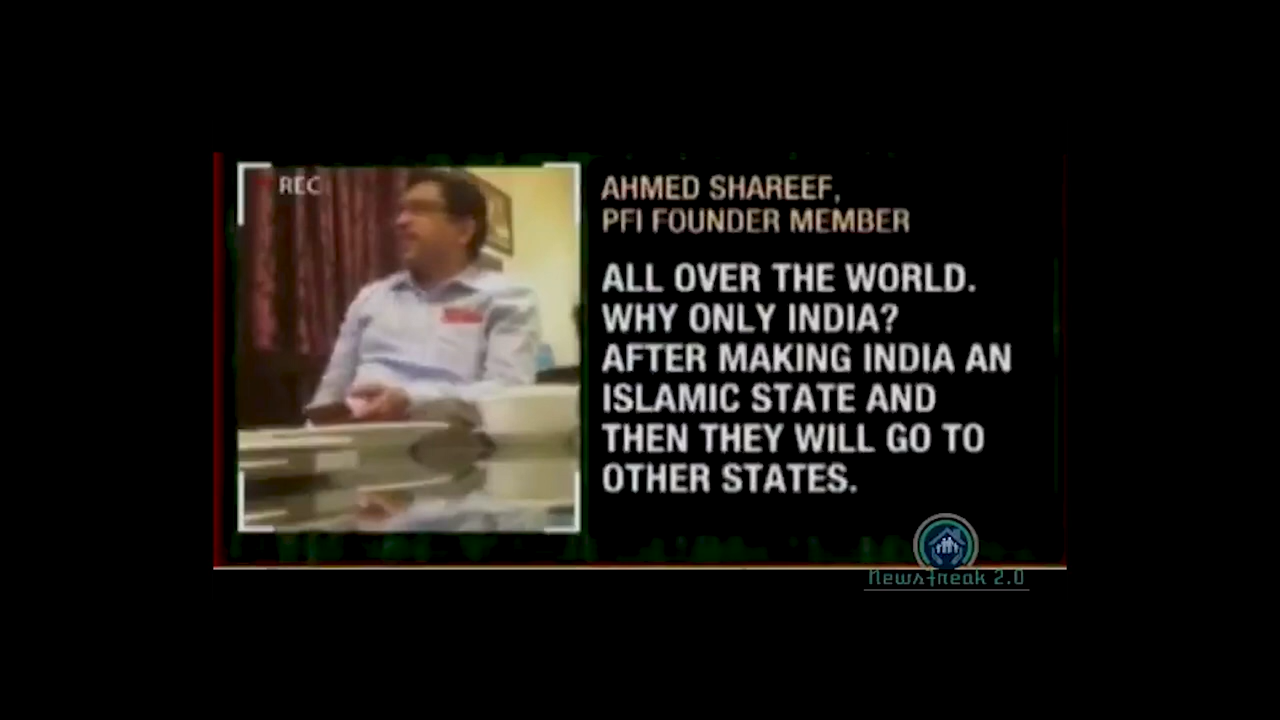 REC
AHMED SHAREEF,
PFI FOUNDER MEMBER
ALL OVER THE WORLD.
WHY ONLY INDIA?
AFTER MAKING INDIA AN
ISLAMIC STATE AND
THEN THEY WILL GO TO
OTHER STATES.
Newsfreak 2.0